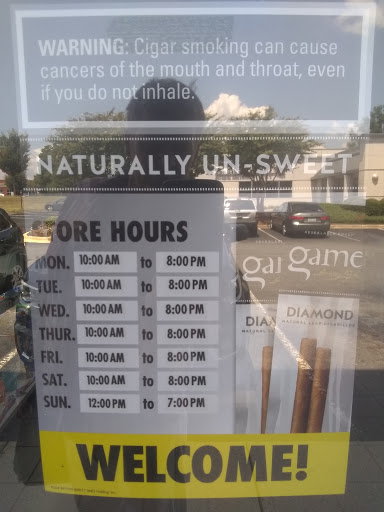 WARNING: Cigar smoking can cause
cancers of the mouth and throat, even
if you do not inhale.
NATURALLY UN-SWEET
ORE HOURS
MON. 10:00 AM to 8:00 PM
TUE. 10:00 AM to 8:00 PM
WED. 10:00 AM to 8:00 PM
THUR. 10:00 AM to 8:00 PM
FRI. 10:00 AM to 8:00 PM
SAT. 10:00 AM to 8:00 PM
SUN. 12:00 PM to 7:00 PM
gar game
DIAM DIAMOND
WELCOME!